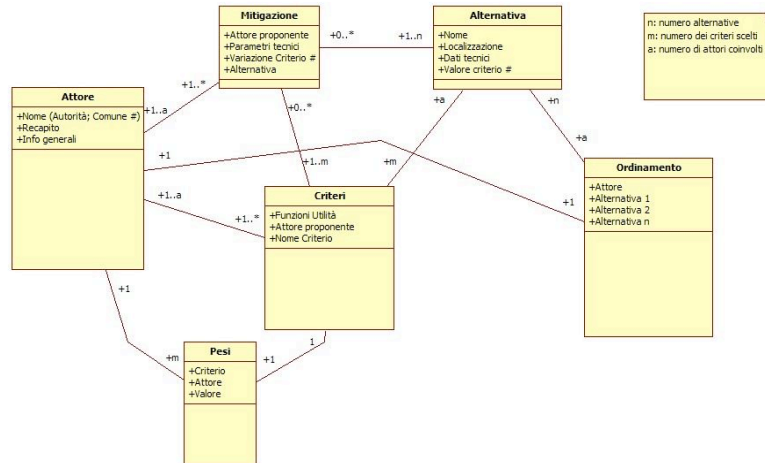 Mitigazione
+Attore proponente
+Parametri tecnici
+Variazione Criterio #
+Alternativa
+0..*
+1..n
Alternativa
+Nome
+Localizzazione
+Dati tecnici
+Valore criterio #
n: numero alternative
m: numero dei criteri scelti
a: numero di attori coinvolti
Attore
+Nome (Autorità; Comune #)
+Recapito
+Info generali
+1..*
+1..a
+0..*
+a
+n
+1
+1..m
+m
+a
Ordinamento
+Attore
+Alternativa 1
+Alternativa 2
+Alternativa n
+1
+1..a
+1..*
Criteri
+Funzioni Utilità
+Attore proponente
+Nome Criterio
+1
1
+m
+1
Pesi
+Criterio
+Attore
+Valore